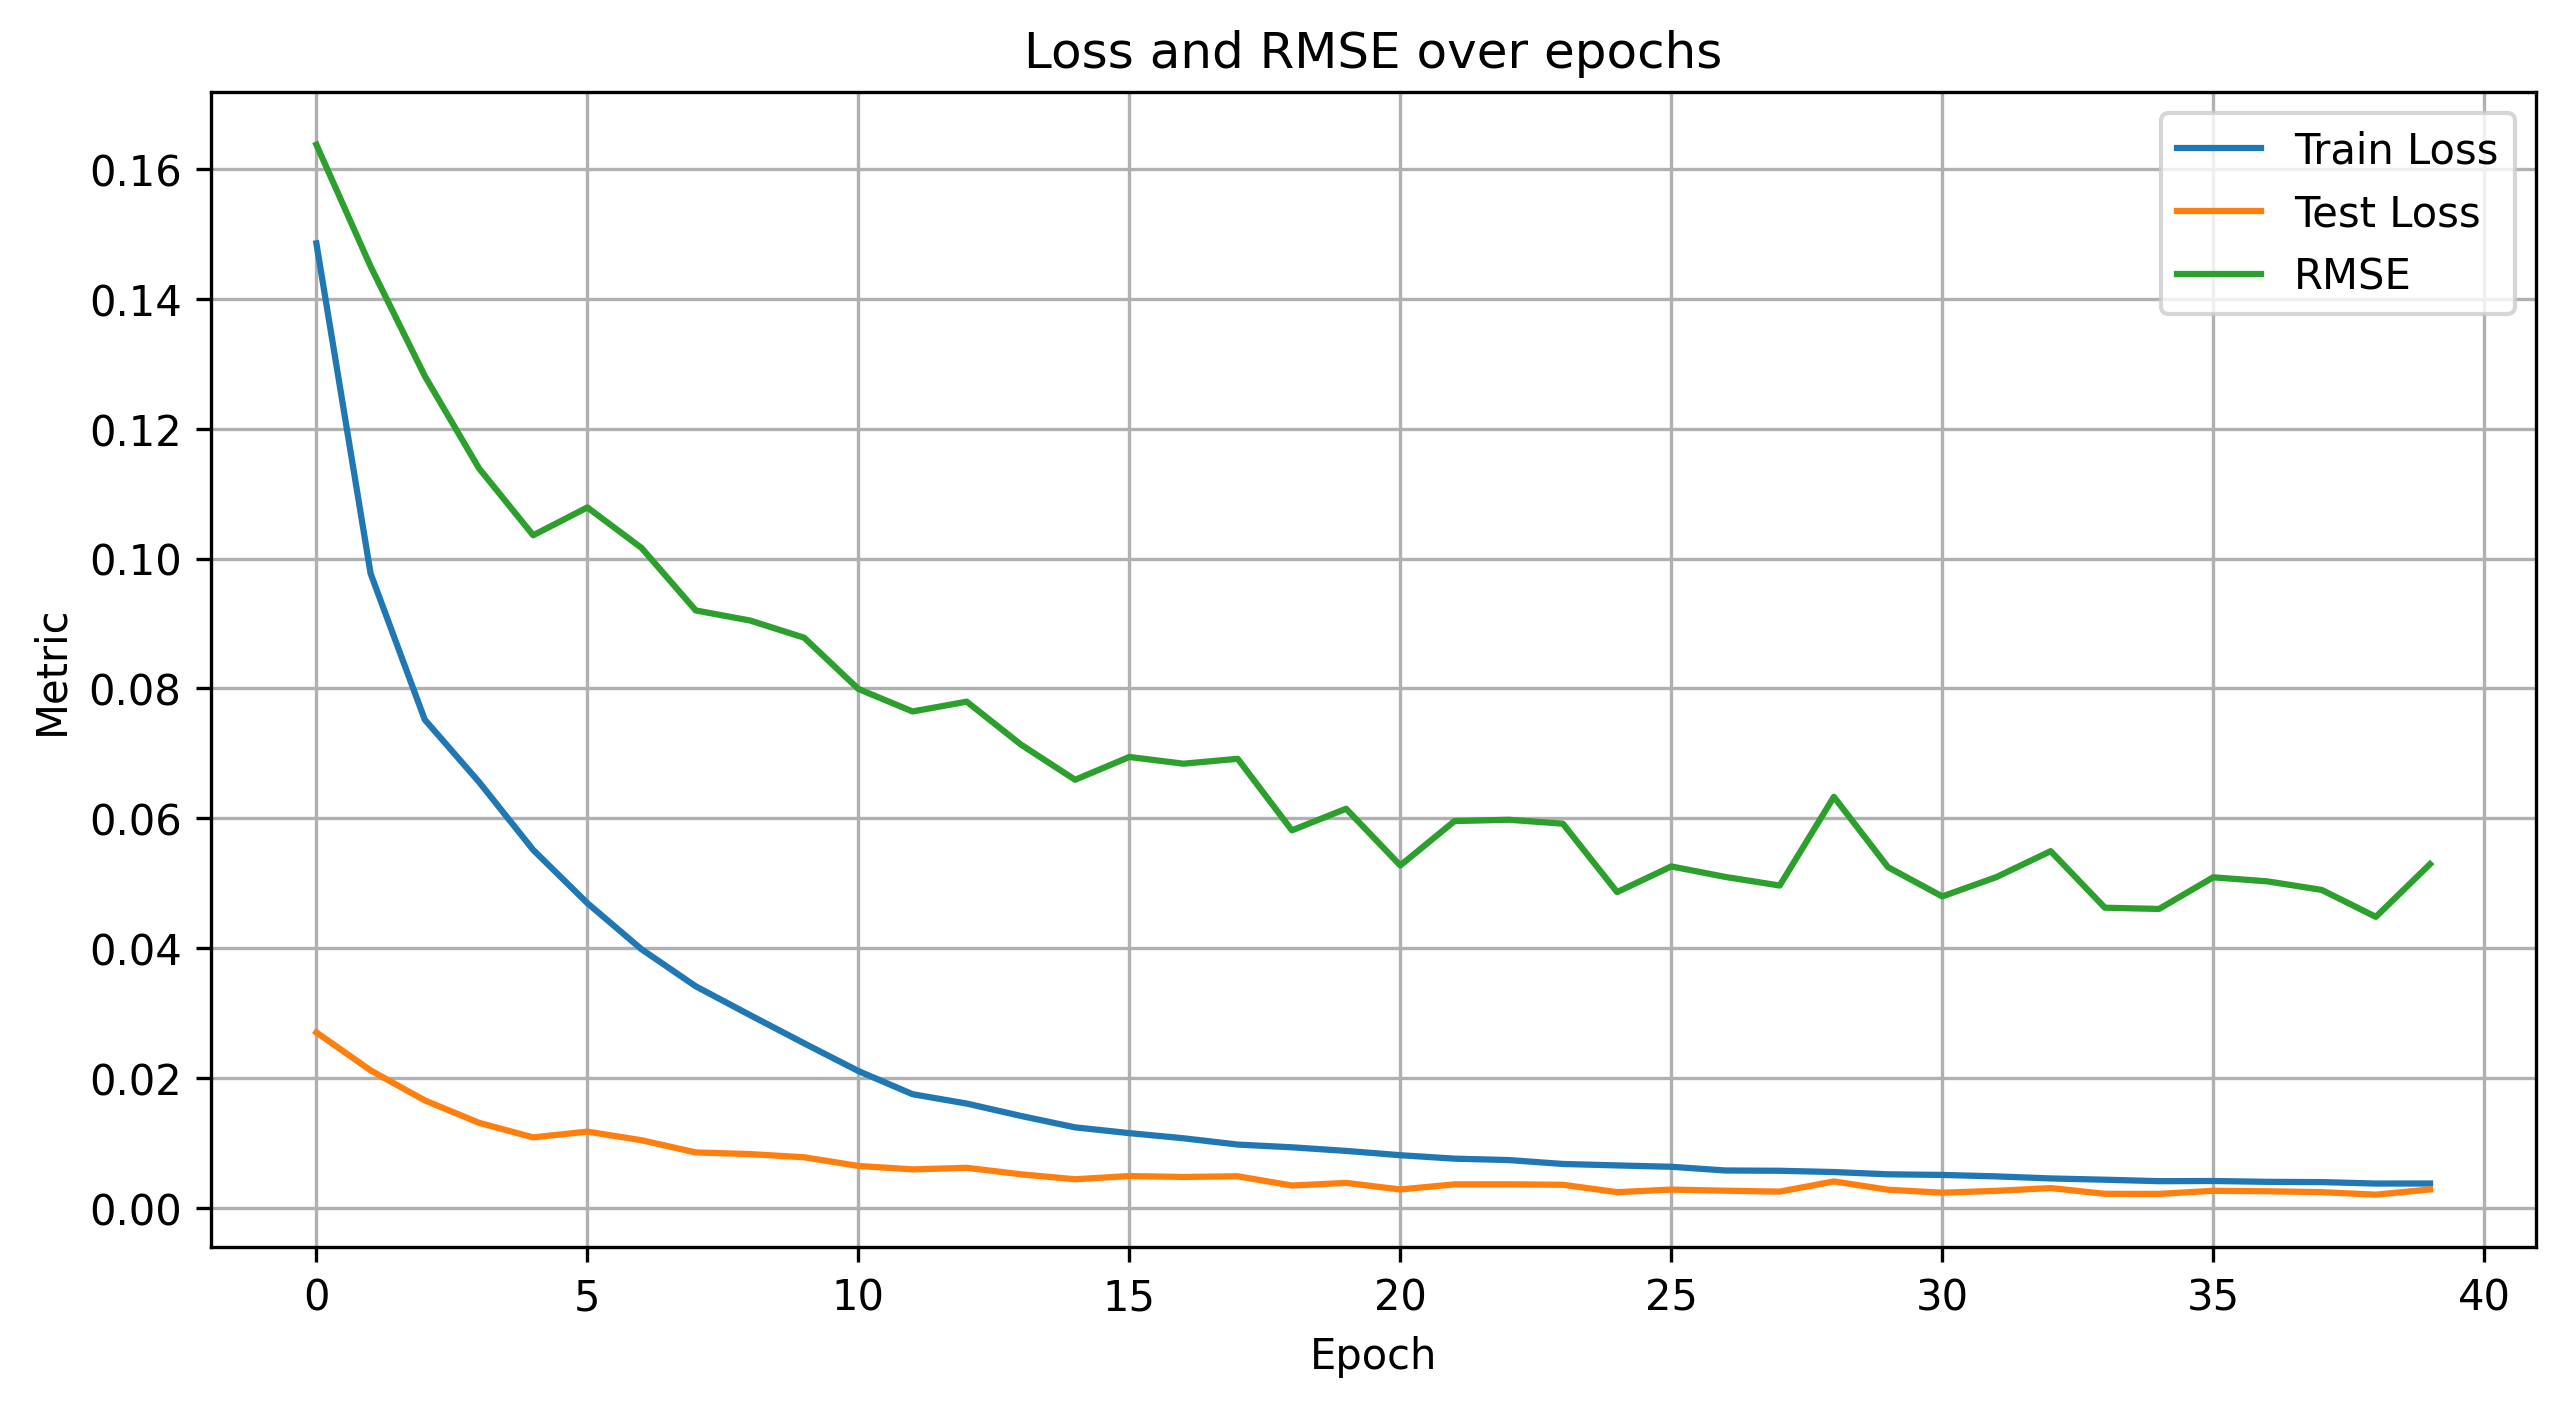 Loss and RMSE over epochs
Train Loss
Test Loss
RMSE
0.16
0.14
0.12
0.10
0.08
0.06
0.04
0.02
0.00
Metric
0 5 10 15 20 25 30 35 40
Epoch